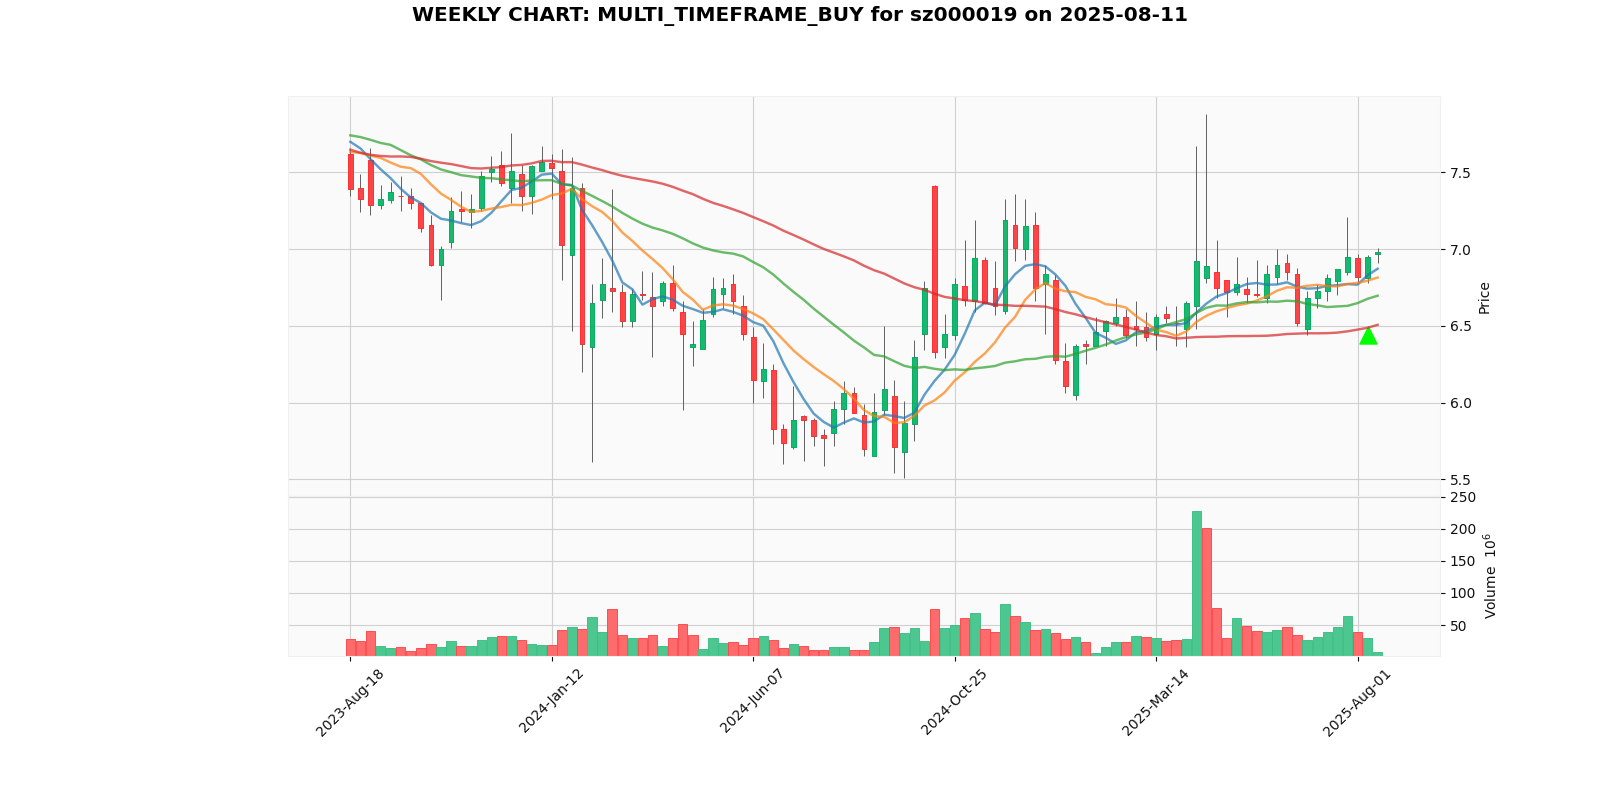 WEEKLY CHART: MULTI_TIMEFRAME_BUY for sz000019 on 2025-08-11
7.5
7.0
6.5
6.0
5.5
Price
250
200
150
100
50
Volume 10⁶
2023-Aug-18
2024-Jan-12
2024-Jun-07
2024-Oct-25
2025-Mar-14
2025-Aug-01